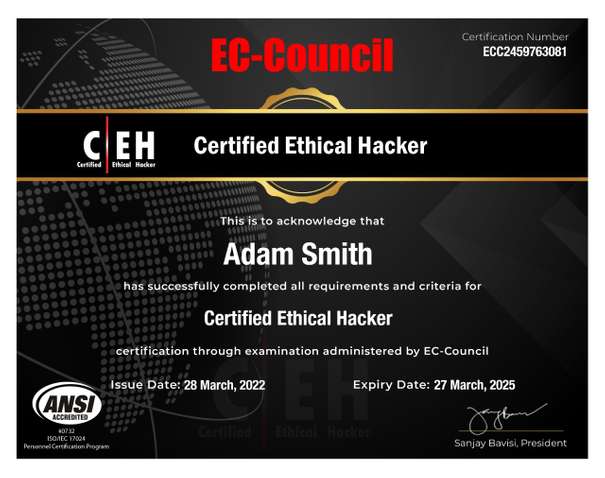 EC-Council
Certification Number
ECC2459763081
C|EH
Certified Ethical Hacker
Certified Ethical Hacker
This is to acknowledge that
Adam Smith
has successfully completed all requirements and criteria for
Certified Ethical Hacker
certification through examination administered by EC-Council
Issue Date: 28 March, 2022
Expiry Date: 27 March, 2025
C|EH
Certified Ethical Hacker
ANSI
ACCREDITED
#0732
ISO/IEC 17024
Personnel Certification Program
Sanjay Bavisi, President